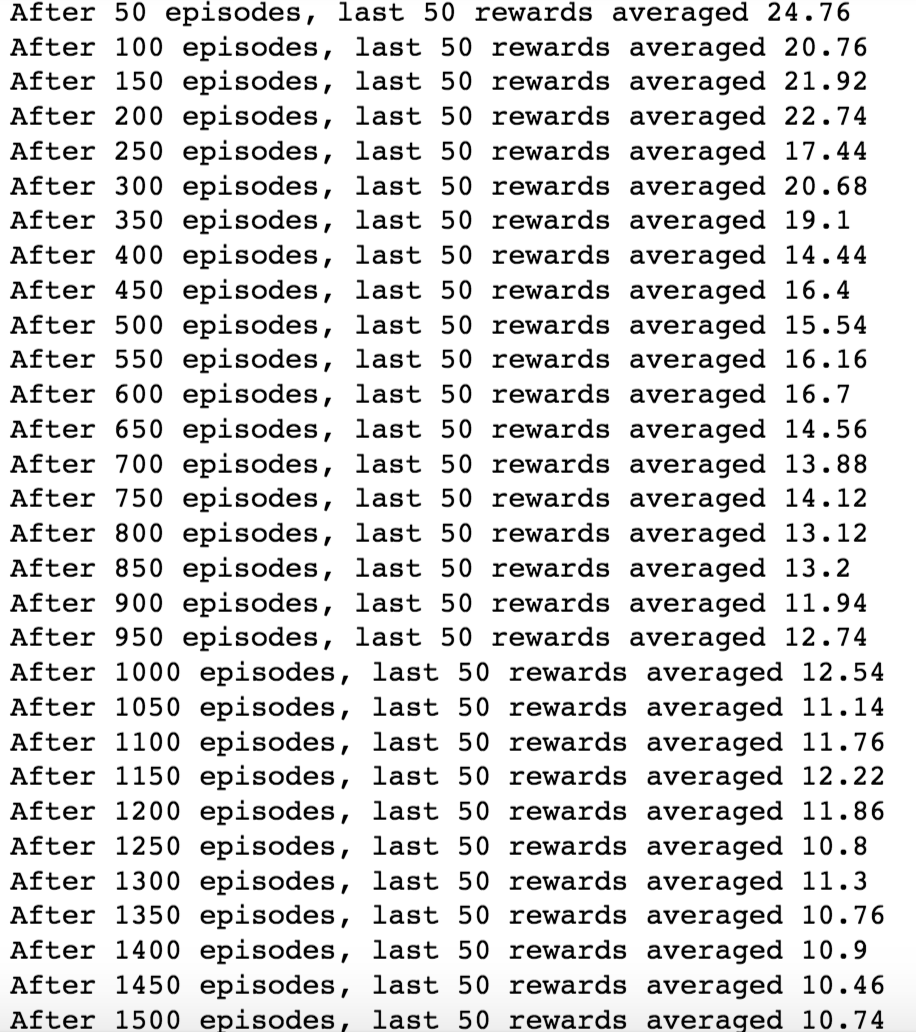 After 50 episodes, last 50 rewards averaged 24.76
After 100 episodes, last 50 rewards averaged 20.76
After 150 episodes, last 50 rewards averaged 21.92
After 200 episodes, last 50 rewards averaged 22.74
After 250 episodes, last 50 rewards averaged 17.44
After 300 episodes, last 50 rewards averaged 20.68
After 350 episodes, last 50 rewards averaged 19.1
After 400 episodes, last 50 rewards averaged 14.44
After 450 episodes, last 50 rewards averaged 16.4
After 500 episodes, last 50 rewards averaged 15.54
After 550 episodes, last 50 rewards averaged 16.16
After 600 episodes, last 50 rewards averaged 16.7
After 650 episodes, last 50 rewards averaged 14.56
After 700 episodes, last 50 rewards averaged 13.88
After 750 episodes, last 50 rewards averaged 14.12
After 800 episodes, last 50 rewards averaged 13.12
After 850 episodes, last 50 rewards averaged 13.2
After 900 episodes, last 50 rewards averaged 11.94
After 950 episodes, last 50 rewards averaged 12.74
After 1000 episodes, last 50 rewards averaged 12.54
After 1050 episodes, last 50 rewards averaged 11.14
After 1100 episodes, last 50 rewards averaged 11.76
After 1150 episodes, last 50 rewards averaged 12.22
After 1200 episodes, last 50 rewards averaged 11.86
After 1250 episodes, last 50 rewards averaged 10.8
After 1300 episodes, last 50 rewards averaged 11.3
After 1350 episodes, last 50 rewards averaged 10.76
After 1400 episodes, last 50 rewards averaged 10.9
After 1450 episodes, last 50 rewards averaged 10.46
After 1500 episodes, last 50 rewards averaged 10.74